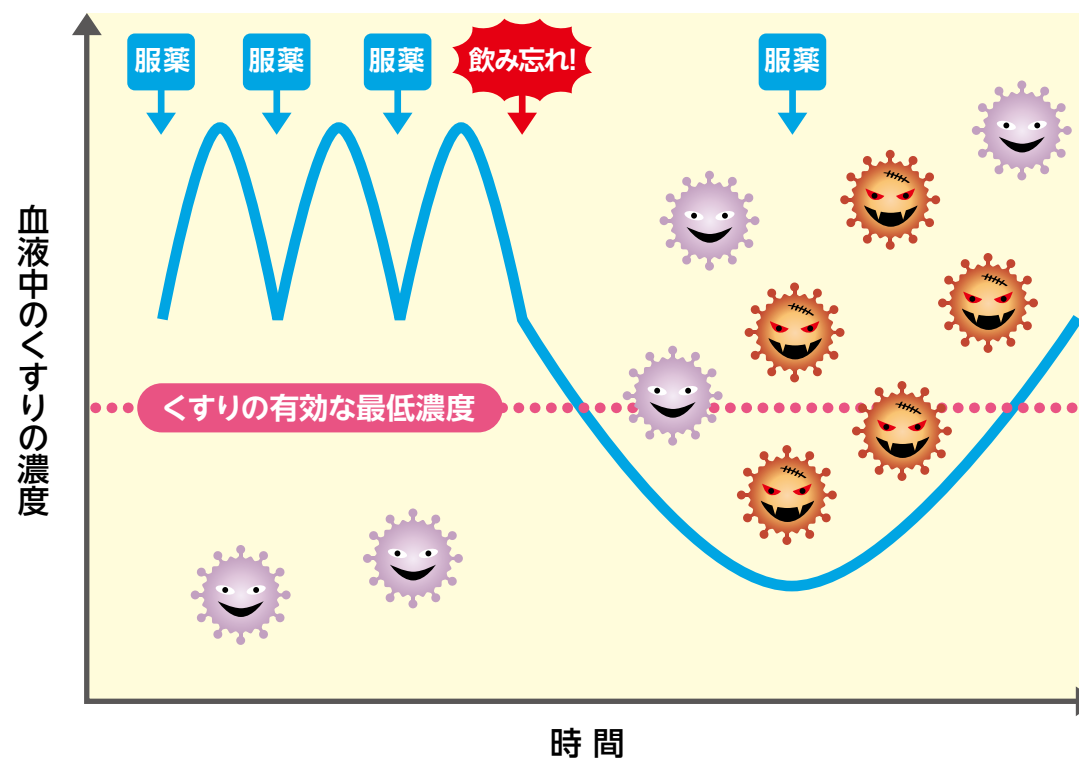 服薬
服薬
服薬
飲み忘れ!
服薬
血液中のくすりの濃度
くすりの有効な最低濃度
時間